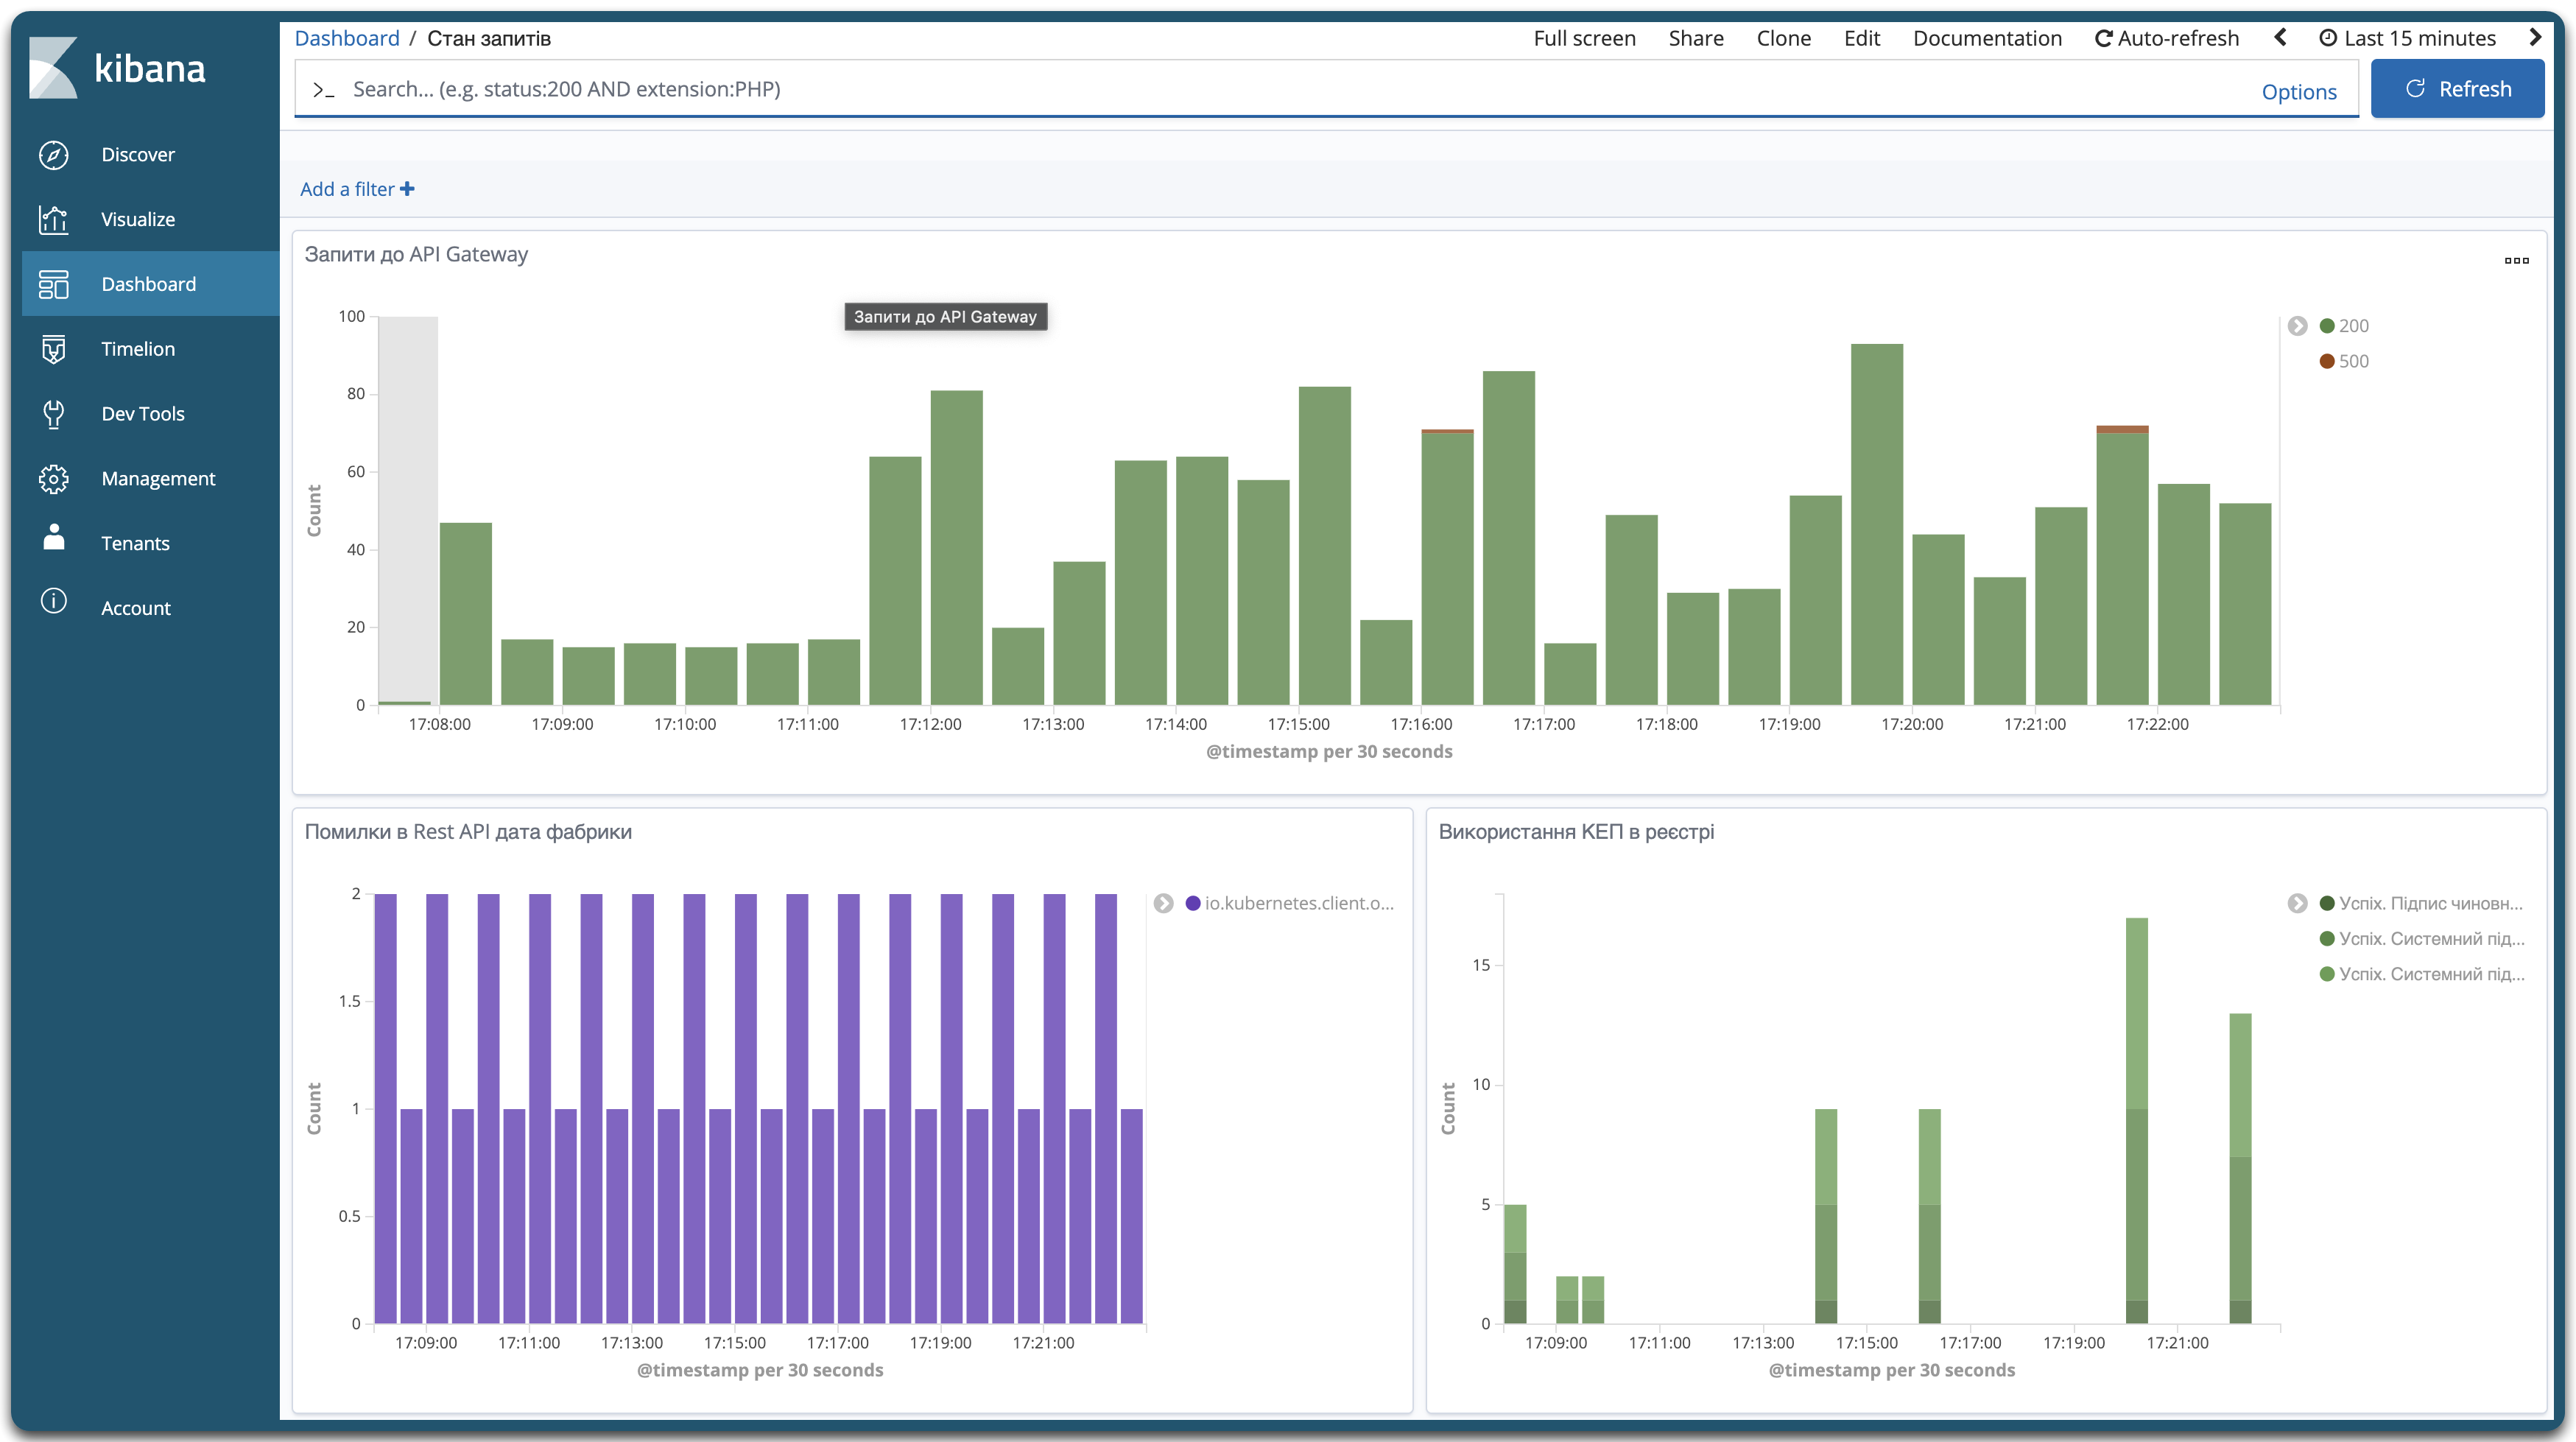 kibana
Discover
Visualize
Dashboard
Timelion
Dev Tools
Management
Tenants
Account
Dashboard / Стан запитів
Full screen Share Clone Edit Documentation Auto-refresh Last 15 minutes
>_ Search... (e.g. status:200 AND extension:PHP) Options
Refresh
Add a filter
Запити до API Gateway
Запити до API Gateway
100
80
60
40
20
0
Count
17:08:00 17:09:00 17:10:00 17:11:00 17:12:00 17:13:00 17:14:00 17:15:00 17:16:00 17:17:00 17:18:00 17:19:00 17:20:00 17:21:00 17:22:00
@timestamp per 30 seconds
200
500
Помилки в Rest API дата фабрики
2
1.5
1
0.5
0
Count
17:09:00 17:11:00 17:13:00 17:15:00 17:17:00 17:19:00 17:21:00
@timestamp per 30 seconds
io.kubernetes.client.o...
Використання КЕП в реєстрі
15
10
5
0
Count
17:09:00 17:11:00 17:13:00 17:15:00 17:17:00 17:19:00 17:21:00
@timestamp per 30 seconds
Успіх. Підпис чиновн...
Успіх. Системний під...
Успіх. Системний під...